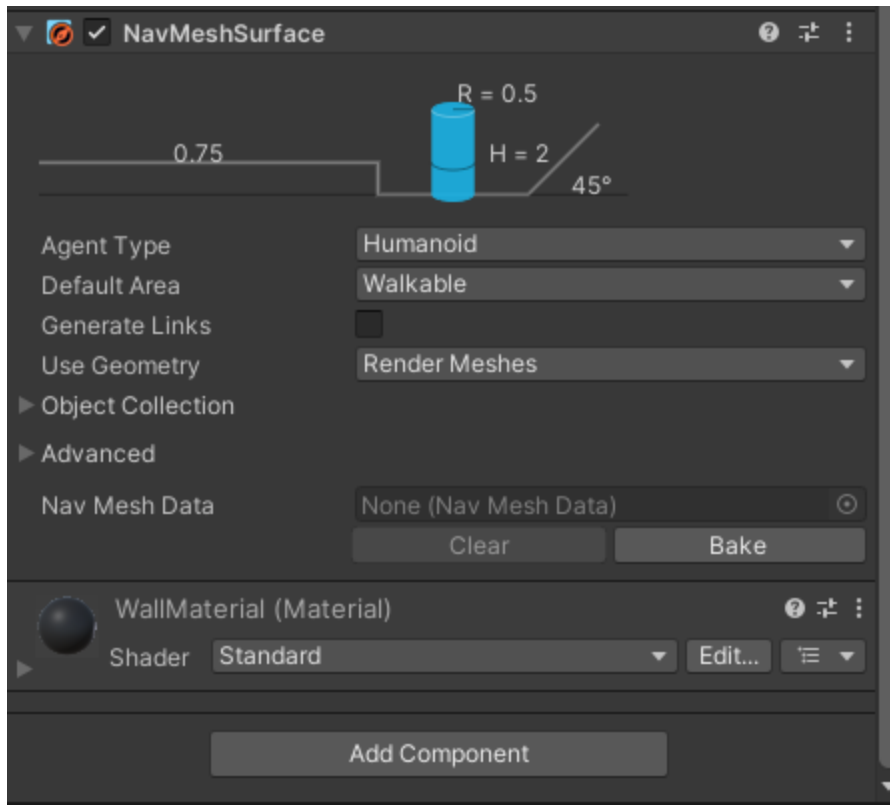 NavMeshSurface
R = 0.5
0.75
H = 2
45°
Agent Type Humanoid
Default Area Walkable
Generate Links
Use Geometry Render Meshes
Object Collection
Advanced
Nav Mesh Data None (Nav Mesh Data)
Clear Bake
WallMaterial (Material)
Shader Standard Edit...
Add Component